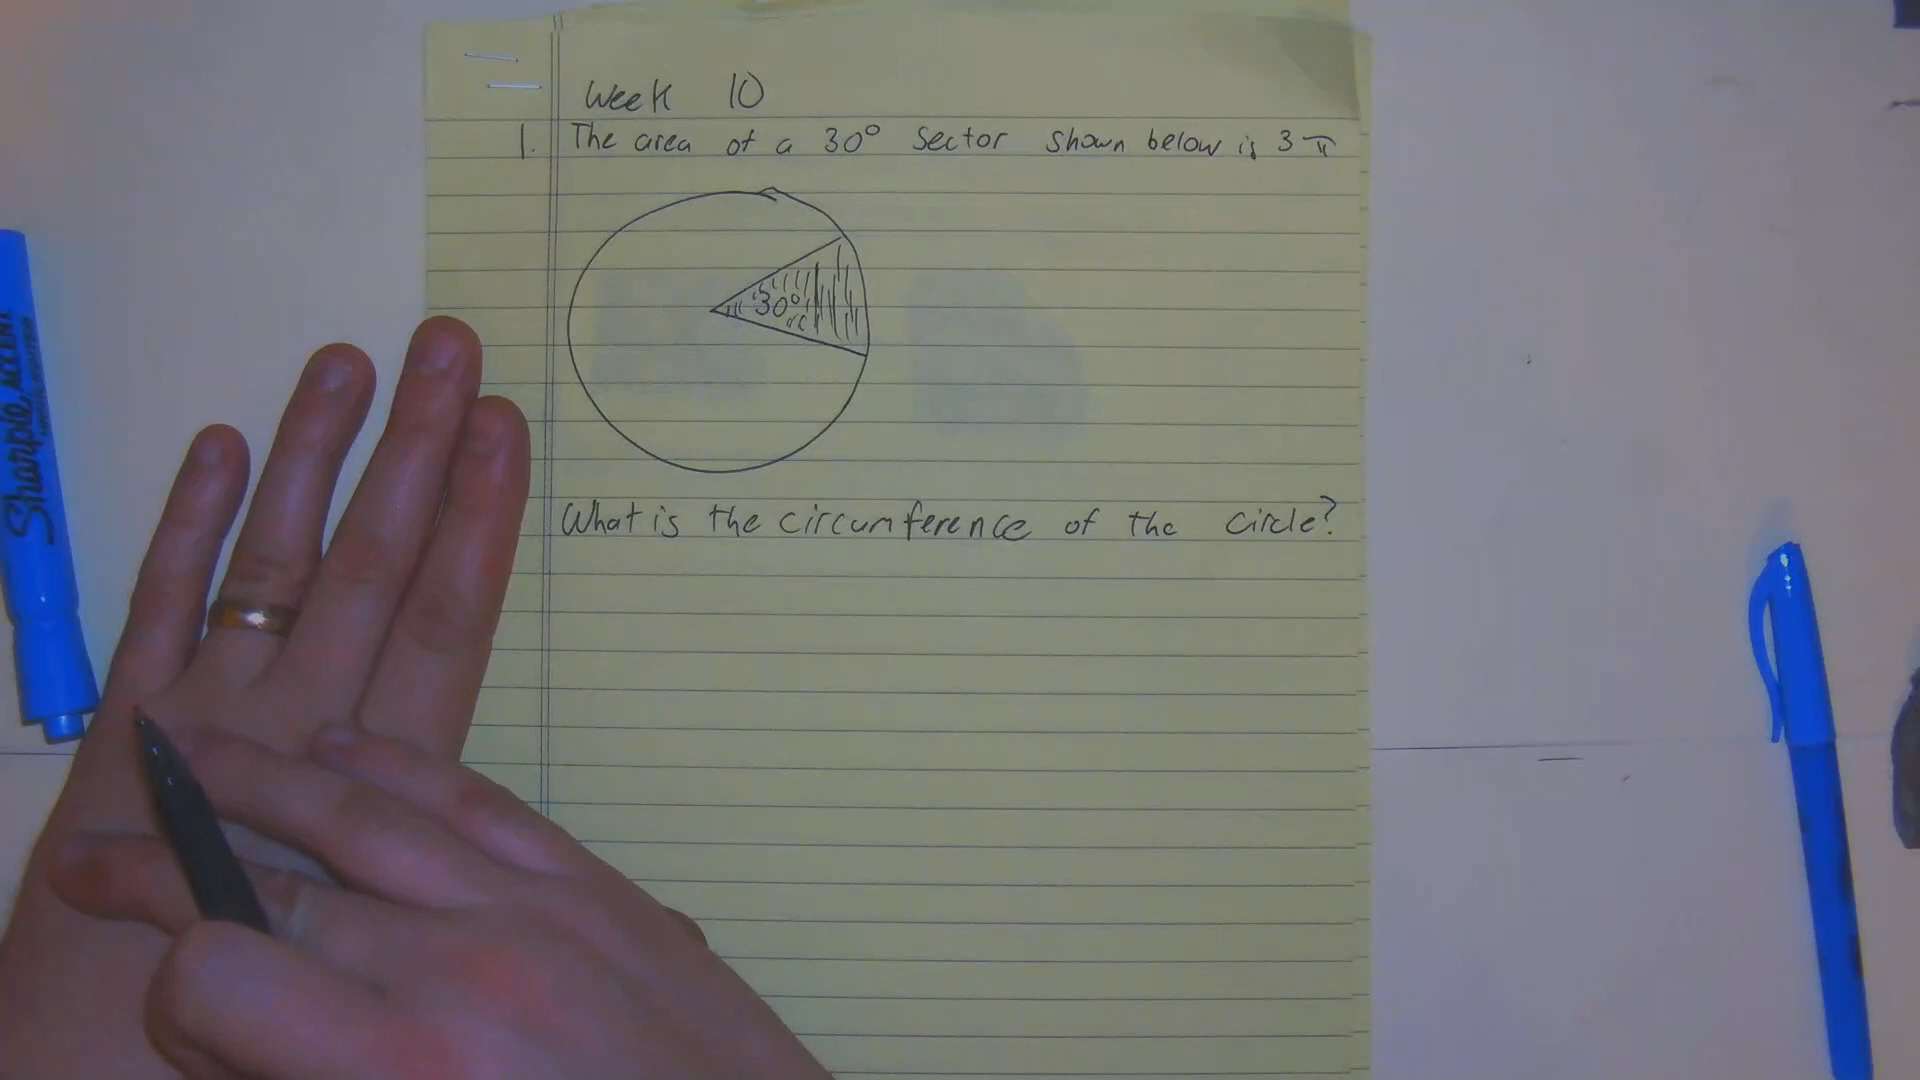 Week 10
1. The area of a 30° Sector shown below is 3π
30°
What is the circumference of the circle?
Sharpie. ACCENT